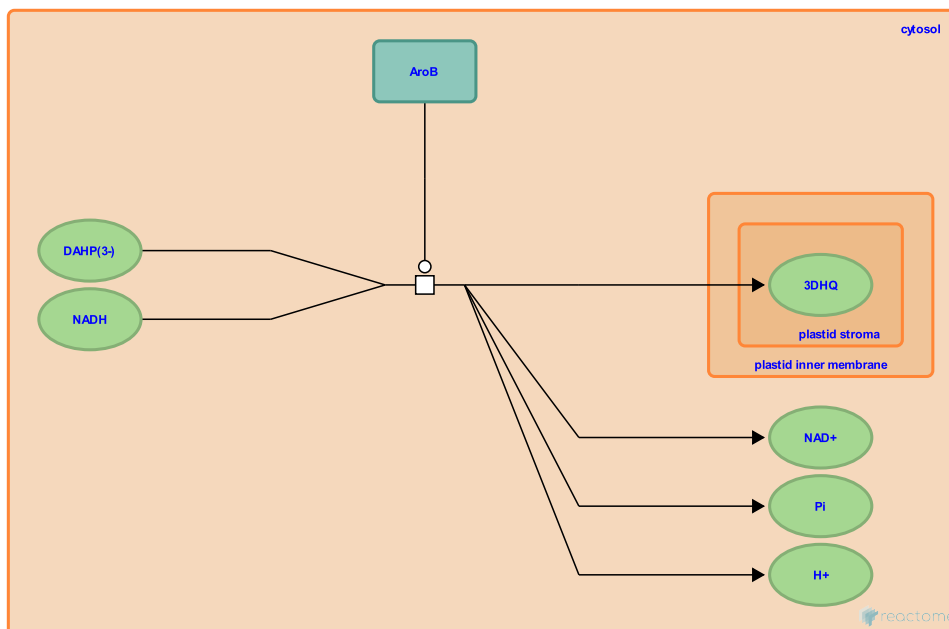 cytosol
AroB
DAHP(3-)
NADH
3DHQ
plastid stroma
plastid inner membrane
NAD+
Pi
H+
reactome